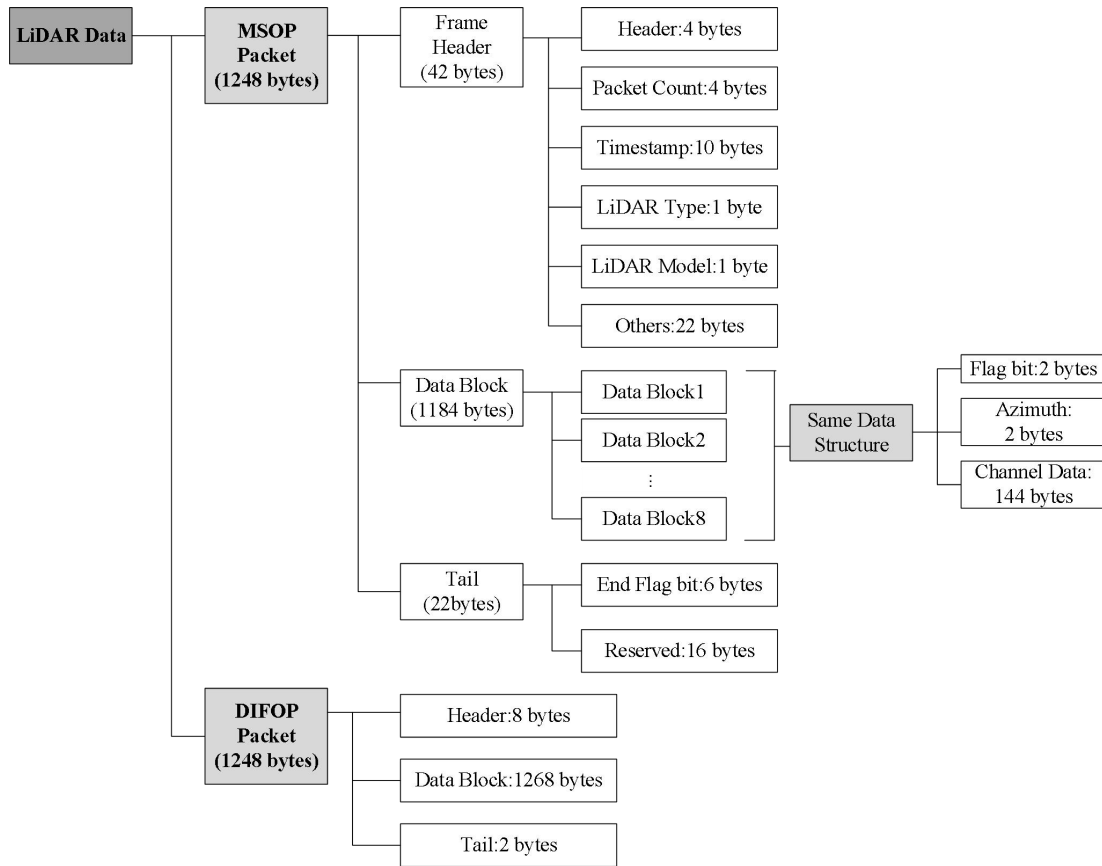 LiDAR Data
MSOP
Packet
(1248 bytes)
Frame
Header
(42 bytes)
Header:4 bytes
Packet Count:4 bytes
Timestamp:10 bytes
LiDAR Type:1 byte
LiDAR Model:1 byte
Others:22 bytes
Data Block
(1184 bytes)
Data Block1
Data Block2
⋮
Data Block8
Same Data
Structure
Flag bit:2 bytes
Azimuth:
2 bytes
Channel Data:
144 bytes
Tail
(22bytes)
End Flag bit:6 bytes
Reserved:16 bytes
DIFOP
Packet
(1248 bytes)
Header:8 bytes
Data Block:1268 bytes
Tail:2 bytes